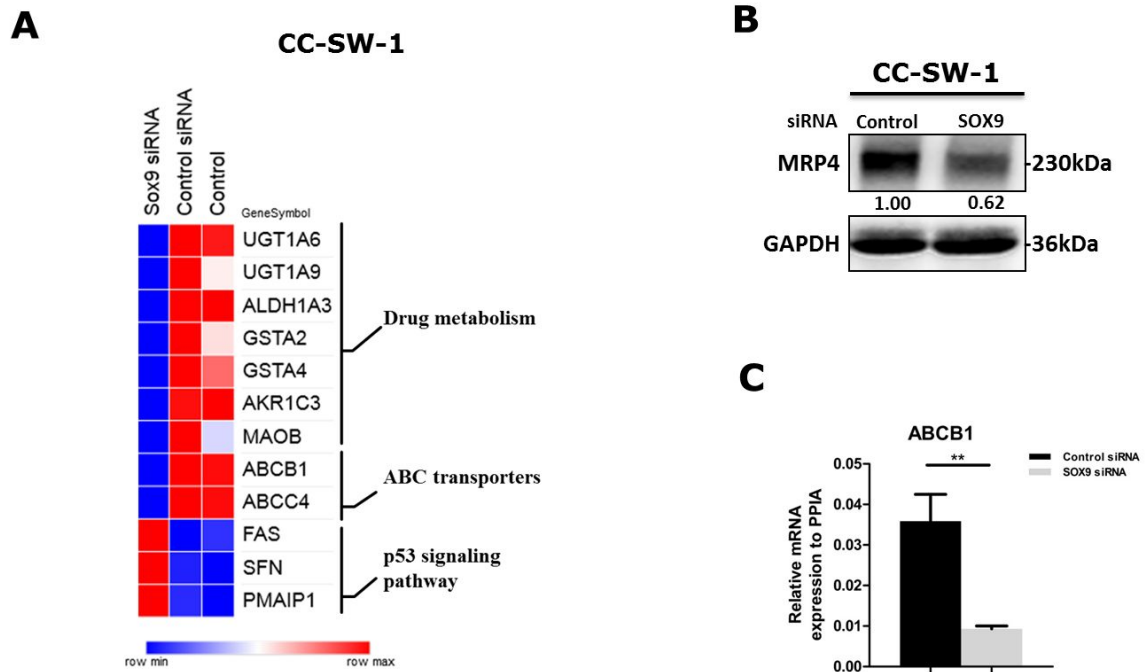 A
CC-SW-1
Sox9 siRNA
Control siRNA
Control
GeneSymbol
UGT1A6
UGT1A9
ALDH1A3
GSTA2
GSTA4
AKR1C3
MAOB
ABCB1
ABCC4
FAS
SFN
PMAIP1
Drug metabolism
ABC transporters
p53 signaling
pathway
row min
row max
B
CC-SW-1
siRNA Control SOX9
MRP4 -230kDa
1.00 0.62
GAPDH -36kDa
C
ABCB1
Control siRNA
SOX9 siRNA
**
Relative mRNA
expression to PPIA
0.05
0.04
0.03
0.02
0.01
0.00